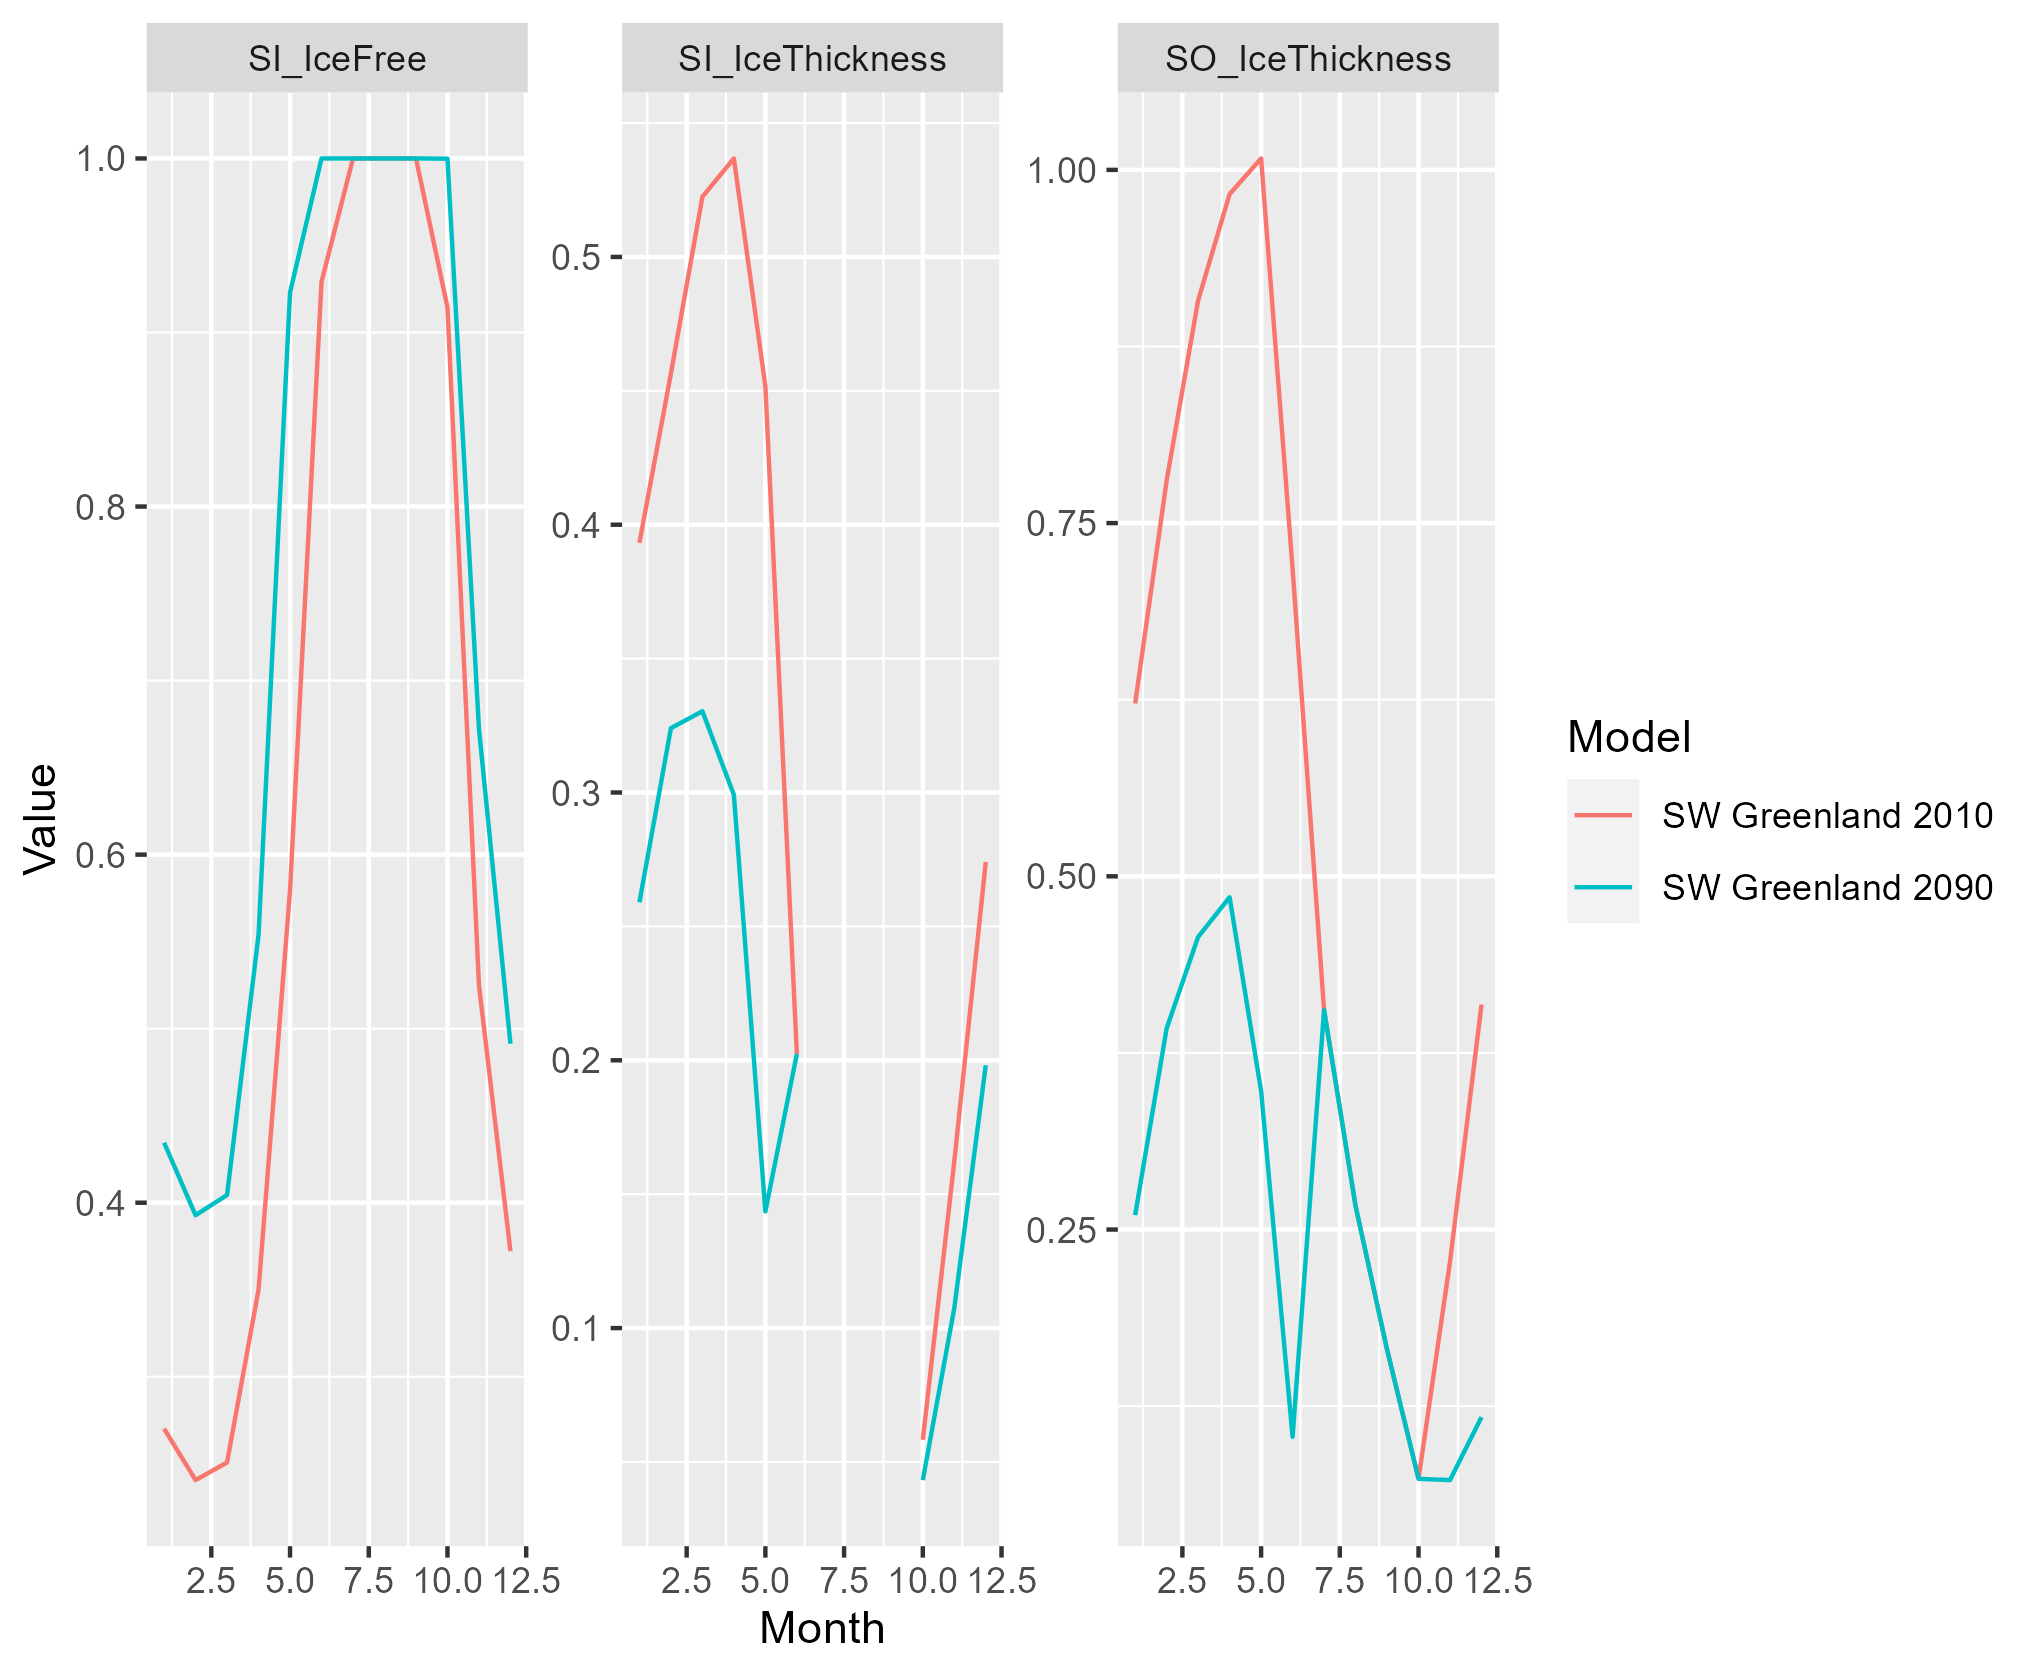 SI_IceFree
SI_IceThickness
SO_IceThickness
1.0
0.8
0.6
0.4
0.5
0.4
0.3
0.2
0.1
1.00
0.75
0.50
0.25
2.5 5.0 7.5 10.0 12.5
2.5 5.0 7.5 10.0 12.5
2.5 5.0 7.5 10.0 12.5
Value
Month
Model
SW Greenland 2010
SW Greenland 2090